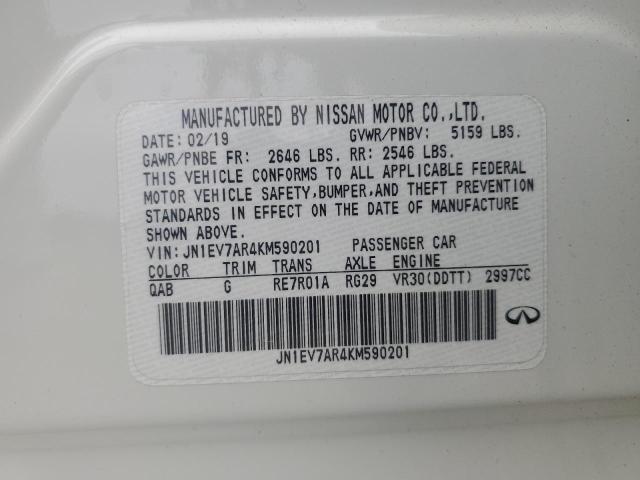 MANUFACTURED BY NISSAN MOTOR CO.,LTD.
DATE: 02/19 GVWR/PNBV: 5159 LBS.
GAWR/PNBE FR: 2646 LBS. RR: 2546 LBS.
THIS VEHICLE CONFORMS TO ALL APPLICABLE FEDERAL
MOTOR VEHICLE SAFETY,BUMPER,AND THEFT PREVENTION
STANDARDS IN EFFECT ON THE DATE OF MANUFACTURE
SHOWN ABOVE.
VIN: JN1EV7AR4KM590201 PASSENGER CAR
COLOR TRIM TRANS AXLE ENGINE
QAB G RE7R01A RG29 VR30(DDTT) 2997CC
JN1EV7AR4KM590201